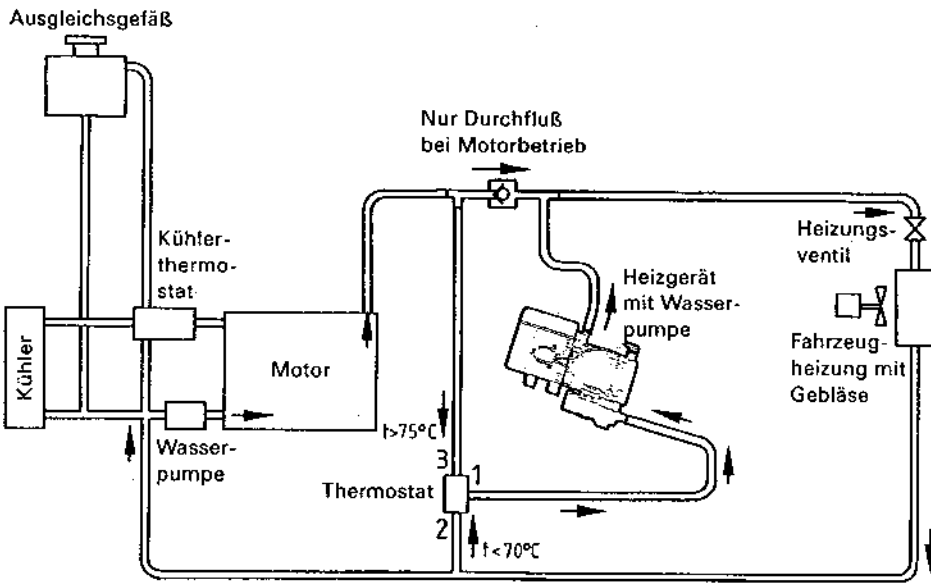 Ausgleichsgefäß
Nur Durchfluß
bei Motorbetrieb
Kühler-
thermo-
stat
Heizungs-
ventil
Heizgerät
mit Wasser-
pumpe
Kühler
Motor
Fahrzeug-
heizung mit
Gebläse
Wasser-
pumpe
t>75°C
3
1
Thermostat
2
t<70°C